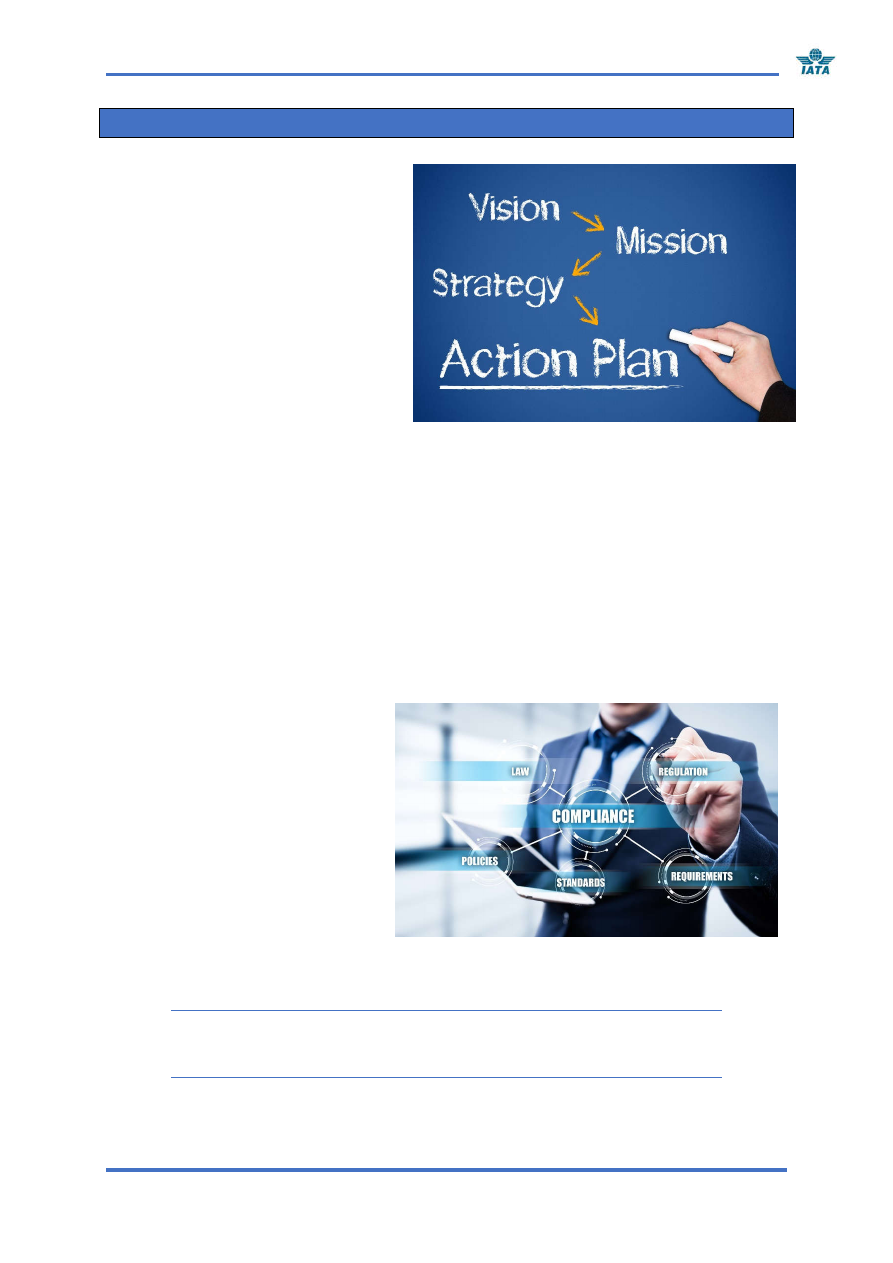 IATA
Vision
Mission
Strategy
Action Plan
LAW
REGULATION
COMPLIANCE
POLICIES
STANDARDS
REQUIREMENTS